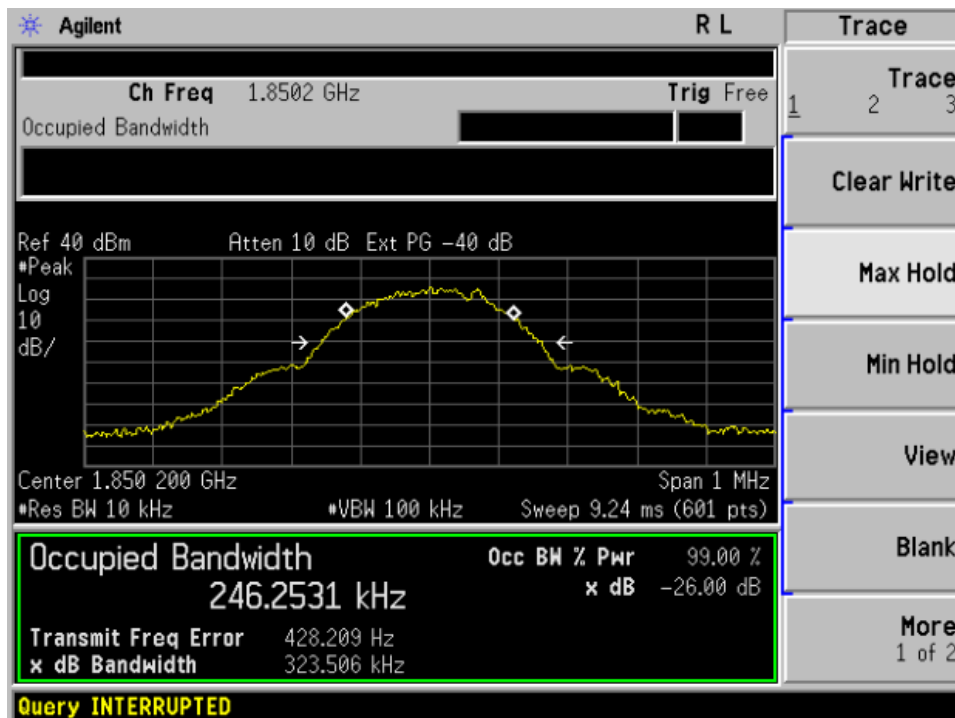 Agilent R L Trace
Ch Freq 1.8502 GHz Trig Free
Occupied Bandwidth
Trace
1 2 3
Clear Write
Max Hold
Min Hold
View
Blank
More
1 of 2
Ref 40 dBm Atten 10 dB Ext PG -40 dB
#Peak
Log
10
dB/
Center 1.850 200 GHz Span 1 MHz
#Res BW 10 kHz #VBW 100 kHz Sweep 9.24 ms (601 pts)
Occupied Bandwidth Occ BW % Pwr 99.00 %
246.2531 kHz x dB -26.00 dB
Transmit Freq Error 428.209 Hz
x dB Bandwidth 323.506 kHz
Query INTERRUPTED